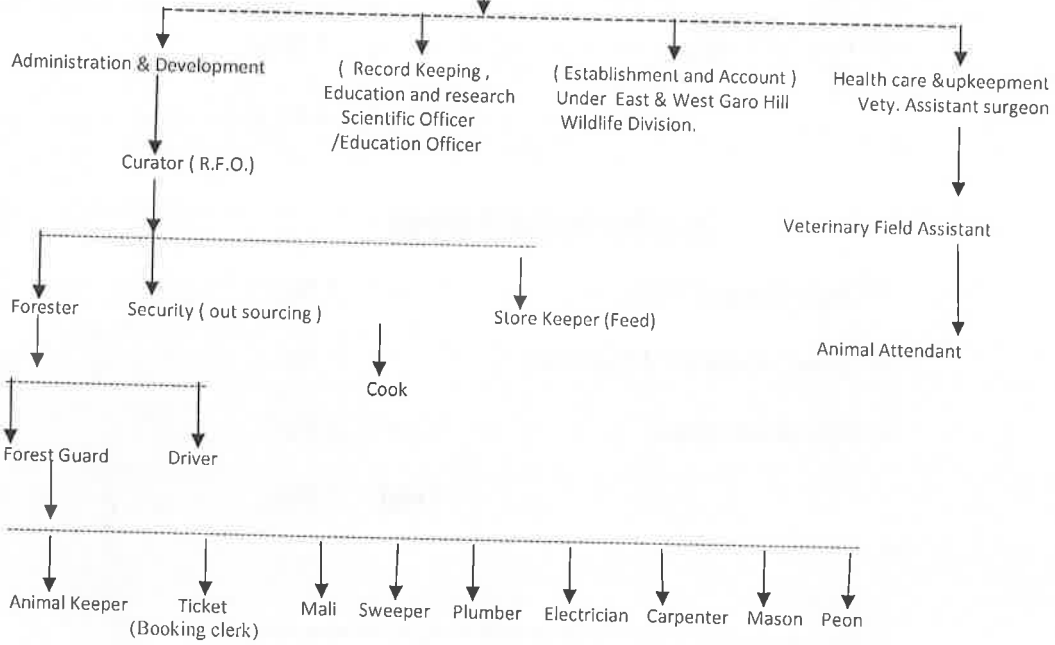 Administration & Development
( Record Keeping ,
Education and research
Scientific Officer
/Education Officer
( Establishment and Account )
Under East & West Garo Hill
Wildlife Division.
Health care &upkeepment
Vety. Assistant surgeon
Curator ( R.F.O.)
Veterinary Field Assistant
Forester
Security ( out sourcing )
Store Keeper (Feed)
Animal Attendant
Cook
Forest Guard
Driver
Animal Keeper
Ticket
(Booking clerk)
Mali
Sweeper
Plumber
Electrician
Carpenter
Mason
Peon